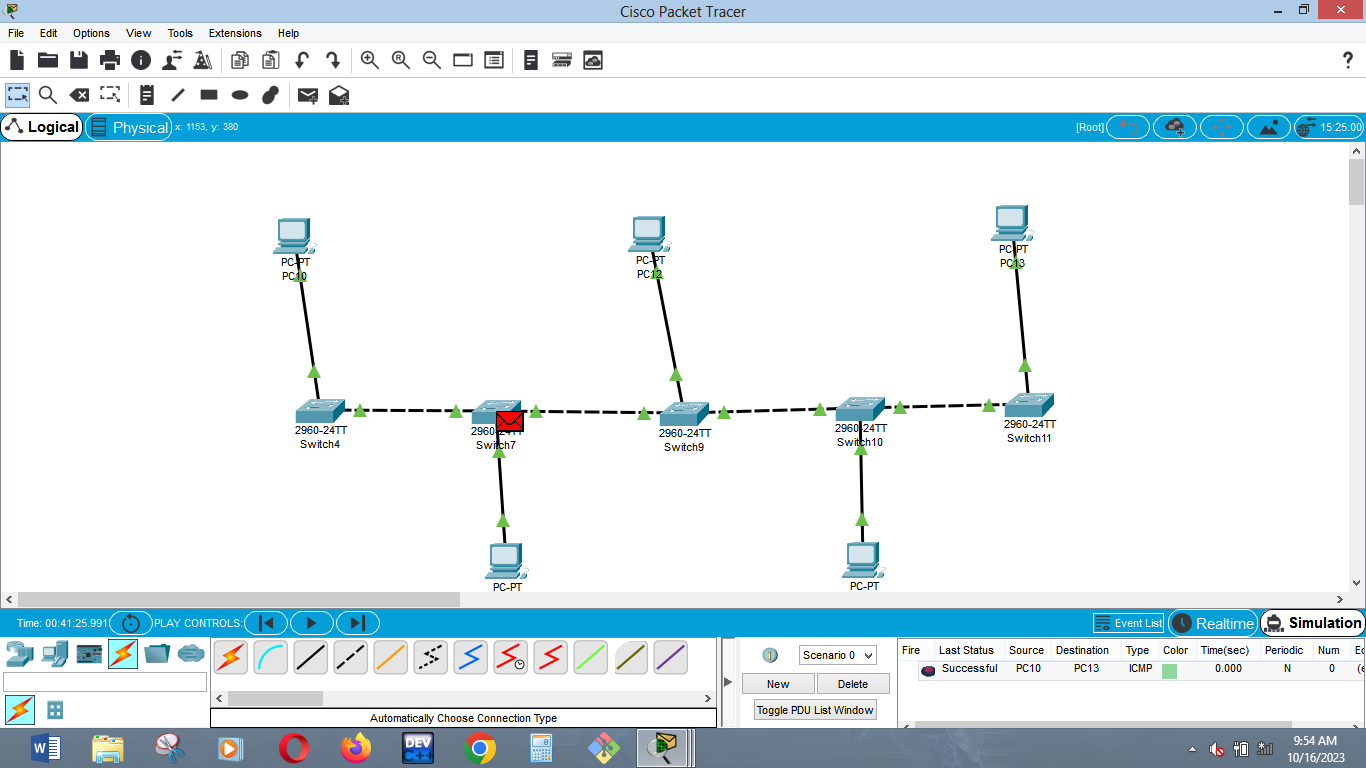 Cisco Packet Tracer
File Edit Options View Tools Extensions Help
?
Logical Physical x: 1153, y: 380 [Root] 15:25:00
PC-PT
PC10
PC-PT
PC12
PC-PT
PC13
2960-24TT
Switch4
2960-24TT
Switch7
2960-24TT
Switch9
2960-24TT
Switch10
2960-24TT
Switch11
PC-PT
PC-PT
Time: 00:41:25.991 PLAY CONTROLS: Event List Realtime Simulation
Scenario 0
New Delete
Toggle PDU List Window
Fire Last Status Source Destination Type Color Time(sec) Periodic Num
Successful PC10 PC13 ICMP 0.000 N 0
Automatically Choose Connection Type
W DEV C++
9:54 AM
10/16/2023